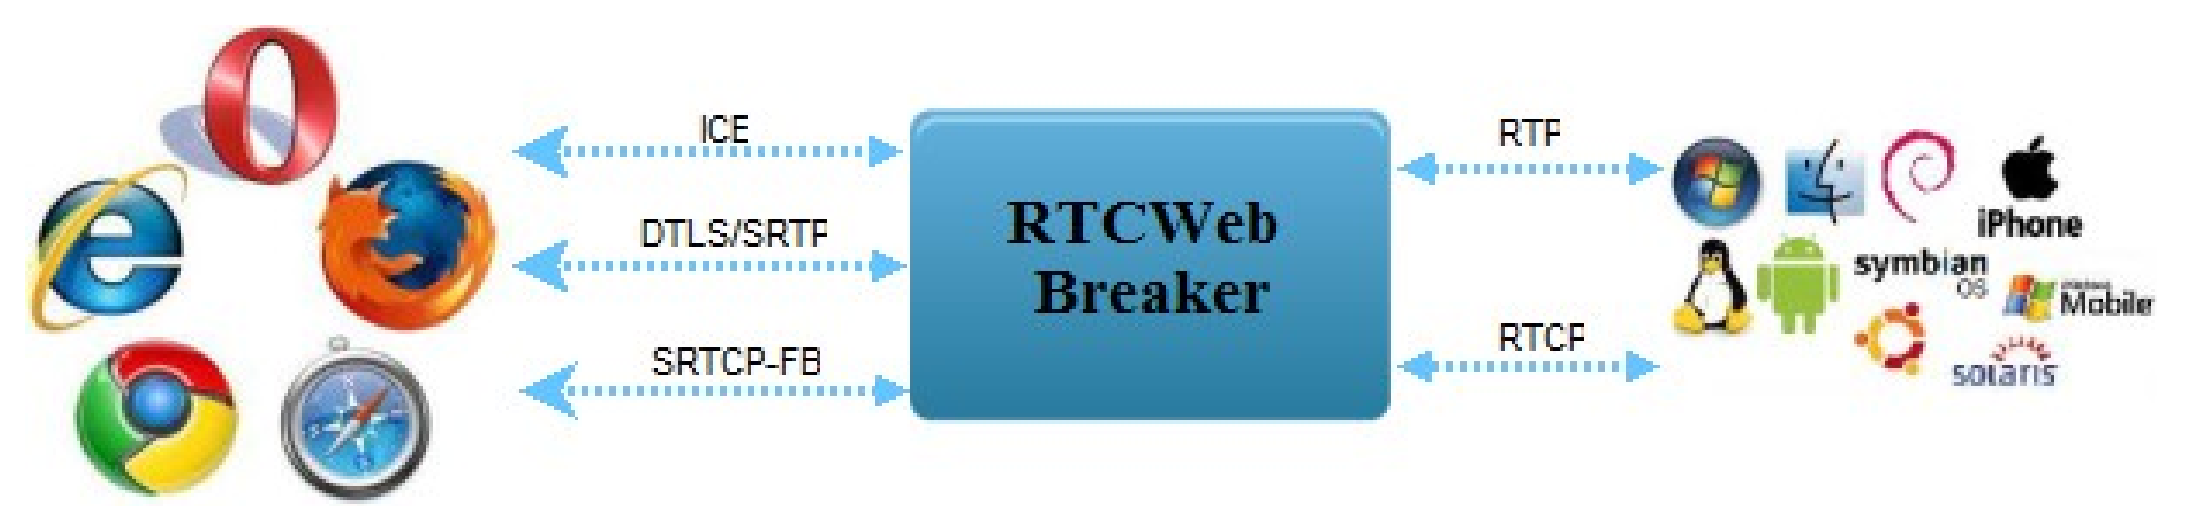 ICE
DTLS/SRTP
SRTCP-FB
RTCWeb
Breaker
RTP
RTCP
iPhone
symbian
OS
Mobile
solaris